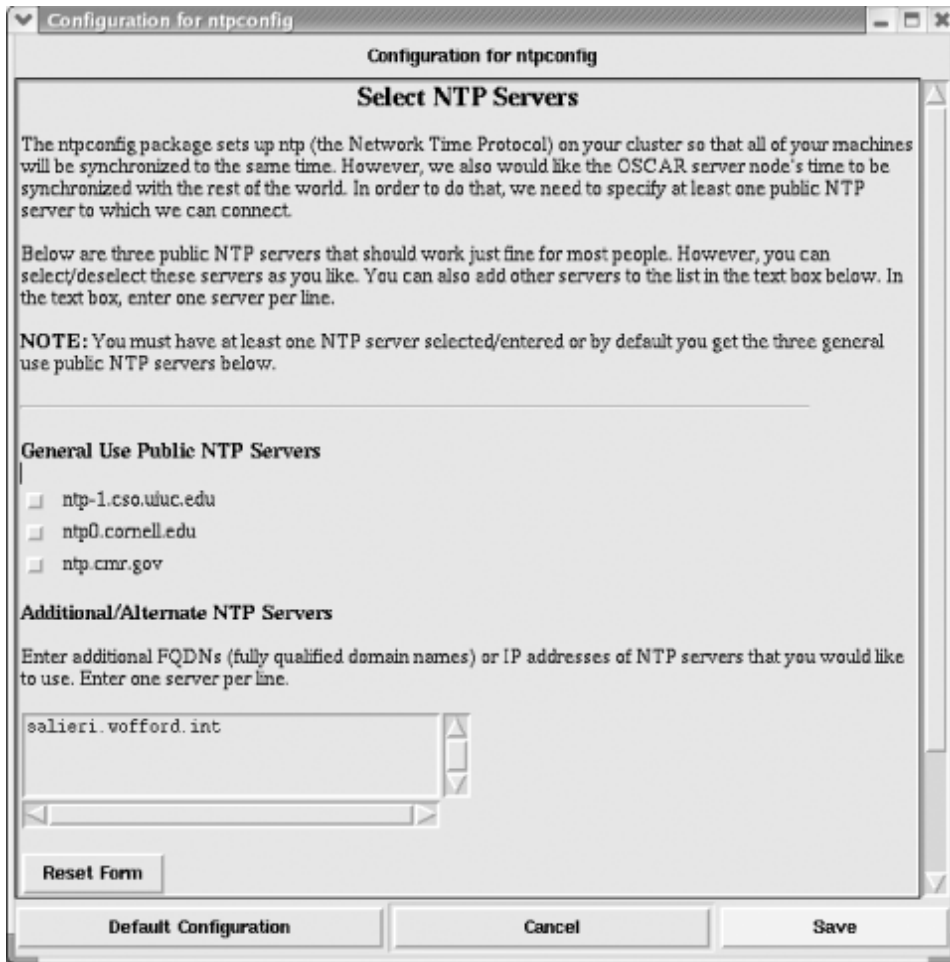 Configuration for ntpconfig
Configuration for ntpconfig
Select NTP Servers
The ntpconfig package sets up ntp (the Network Time Protocol) on your cluster so that all of your machines
will be synchronized to the same time. However, we also would like the OSCAR server node's time to be
synchronized with the rest of the world. In order to do that, we need to specify at least one public NTP
server to which we can connect.
Below are three public NTP servers that should work just fine for most people. However, you can
select/deselect these servers as you like. You can also add other servers to the list in the text box below. In
the text box, enter one server per line.
NOTE: You must have at least one NTP server selected/entered or by default you get the three general
use public NTP servers below.
General Use Public NTP Servers
ntp-1.cso.uiuc.edu
ntp0.cornell.edu
ntp.cmr.gov
Additional/Alternate NTP Servers
Enter additional FQDNs (fully qualified domain names) or IP addresses of NTP servers that you would like
to use. Enter one server per line.
salieri.wofford.int
Reset Form
Default Configuration
Cancel
Save